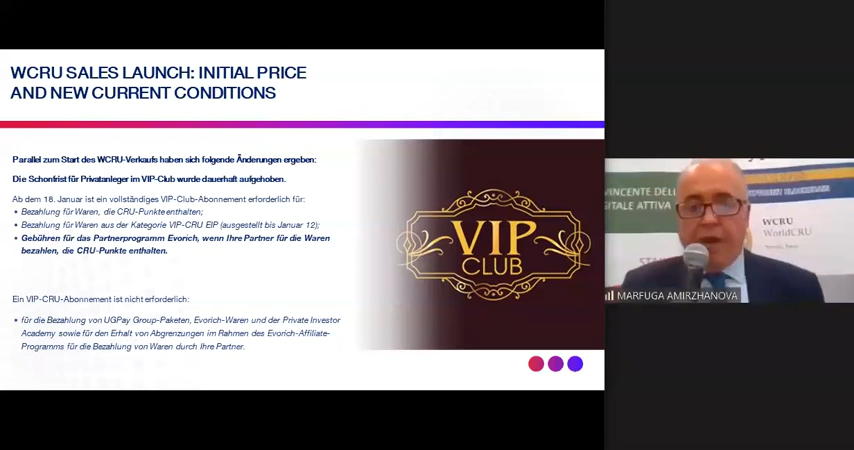 WCRU SALES LAUNCH: INITIAL PRICE
AND NEW CURRENT CONDITIONS
Parallel zum Start des WCRU-Verkaufs haben sich folgende Änderungen ergeben:
Die Schonfrist für Privatanleger im VIP-Club wurde dauerhaft aufgehoben.
Ab dem 18. Januar ist ein vollständiges VIP-Club-Abonnement erforderlich für:
• Bezahlung für Waren, die CRU-Punkte enthalten;
• Bezahlung für Waren aus der Kategorie VIP-CRU EIP (ausgestellt bis Januar 12);
• Gebühren für das Partnerprogramm Evorich, wenn Ihre Partner für die Waren
bezahlen, die CRU-Punkte enthalten.
Ein VIP-CRU-Abonnement ist nicht erforderlich:
• für die Bezahlung von UGPay Group-Paketen, Evorich-Waren und der Private Investor
Academy sowie für den Erhalt von Abgrenzungen im Rahmen des Evorich-Affiliate-
Programms für die Bezahlung von Waren durch Ihre Partner.
VIP
CLUB
VINCENTE DELL
ITALE ATTIVA
WCRU
WorldCRU
MARFUGA AMIRZHANOVA